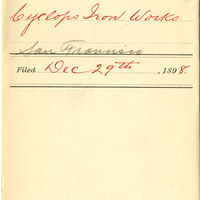 Cyclops Iron Works
San Francisco
Filed Dec 29th, 1898.